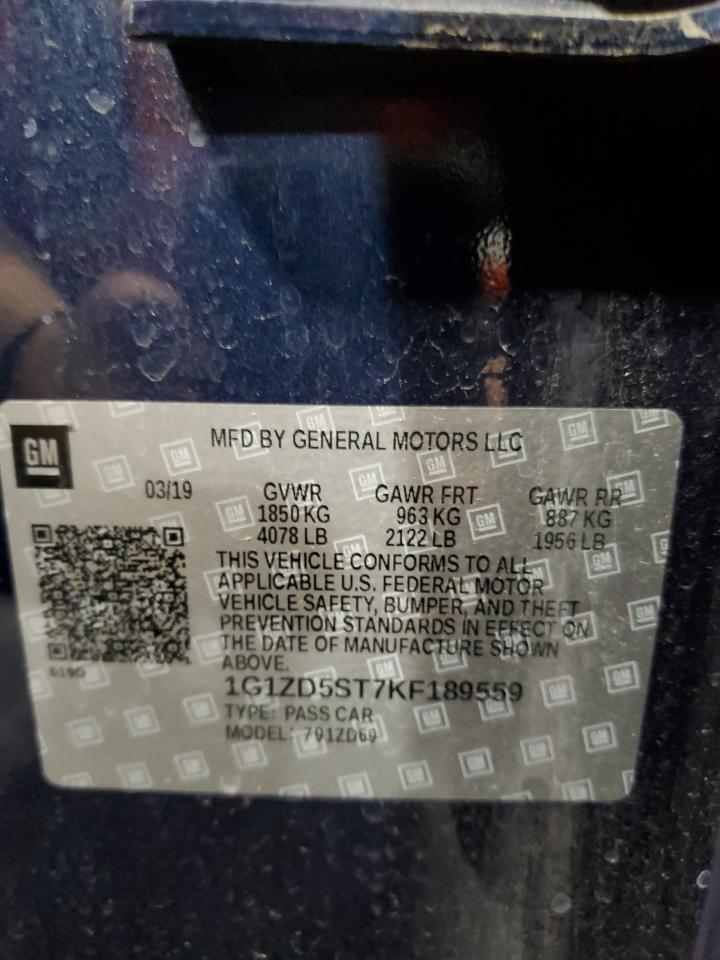 GM
MFD BY GENERAL MOTORS LLC
03/19 GVWR GAWR FRT GAWR RR
1850 KG 963 KG 887 KG
4078 LB 2122 LB 1956 LB
THIS VEHICLE CONFORMS TO ALL
APPLICABLE U.S. FEDERAL MOTOR
VEHICLE SAFETY, BUMPER, AND THEFT
PREVENTION STANDARDS IN EFFECT ON
THE DATE OF MANUFACTURE SHOWN
ABOVE.
1G1ZD5ST7KF189559
TYPE: PASS CAR
MODEL: 791ZD69